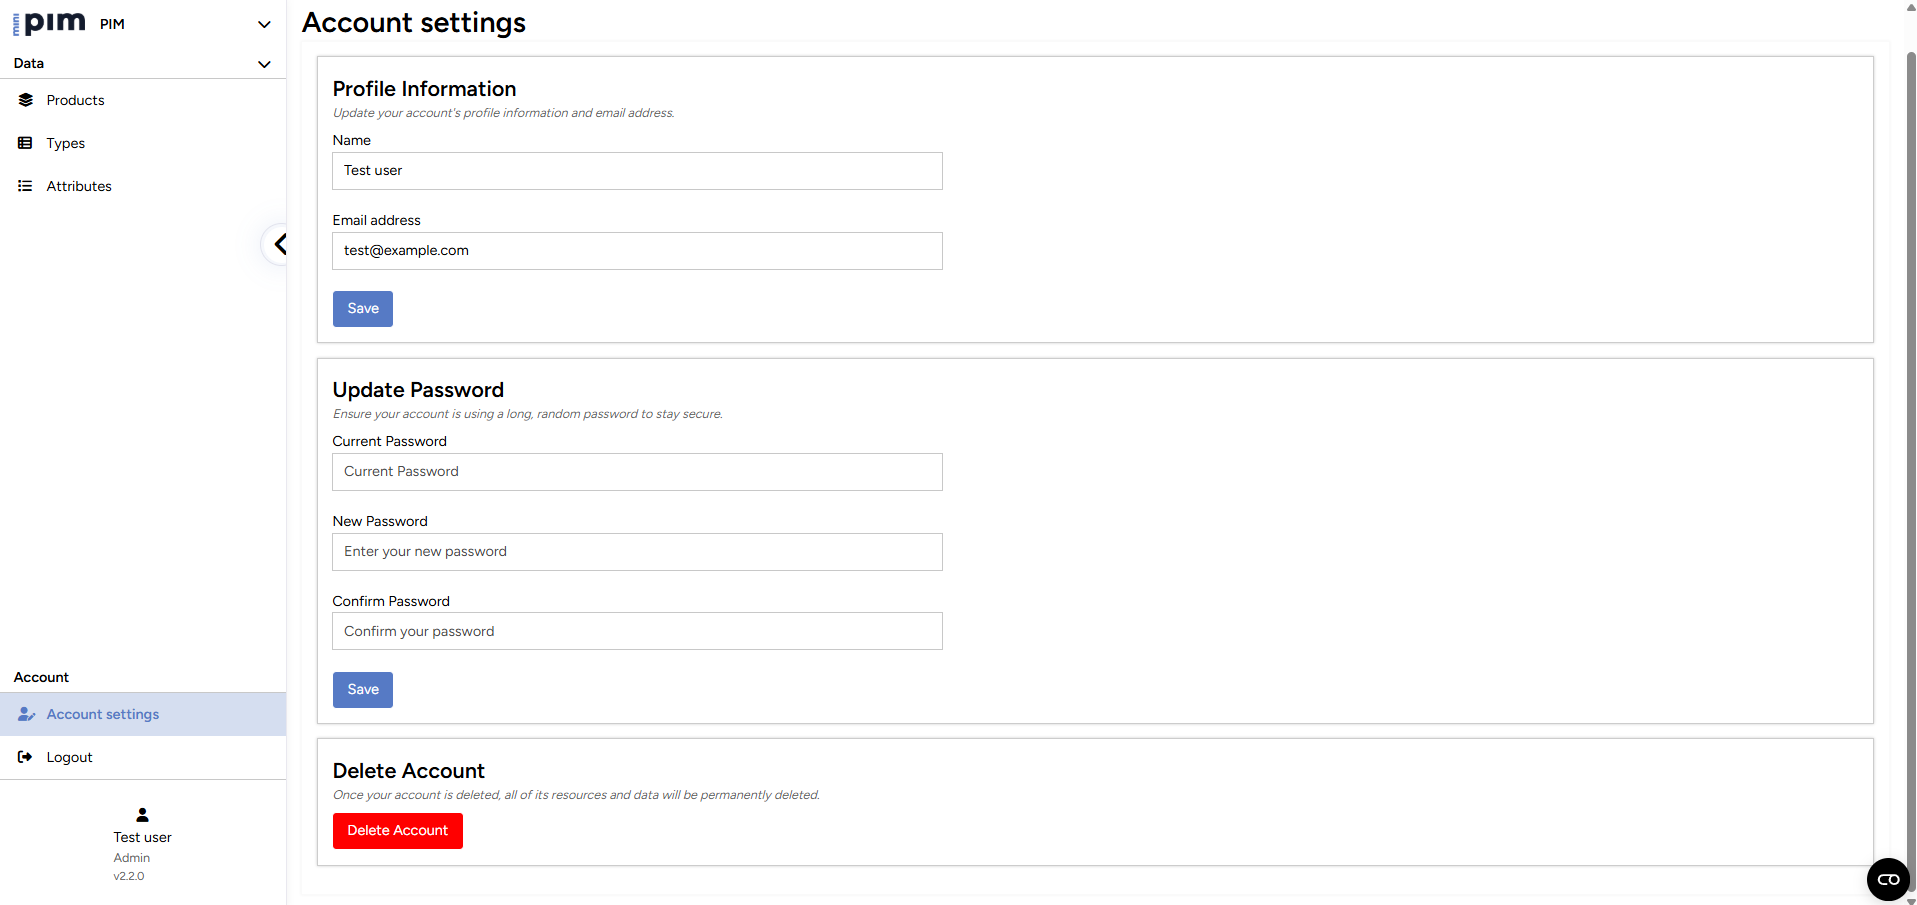 mini pim PIM
Data
Products
Types
Attributes
Account
Account settings
Logout
Test user
Admin
v2.2.0
Account settings
Profile Information
Update your account's profile information and email address.
Name
Test user
Email address
test@example.com
Save
Update Password
Ensure your account is using a long, random password to stay secure.
Current Password
Current Password
New Password
Enter your new password
Confirm Password
Confirm your password
Save
Delete Account
Once your account is deleted, all of its resources and data will be permanently deleted.
Delete Account